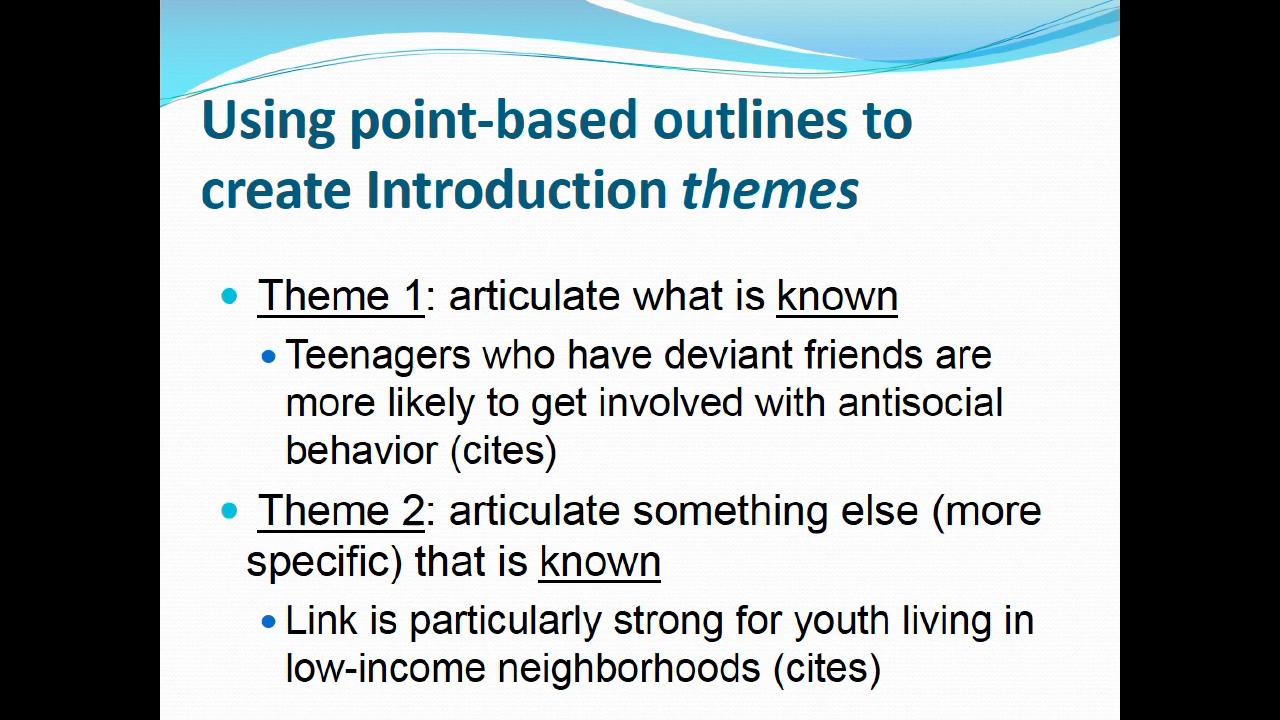 Using point-based outlines to
create Introduction themes
• Theme 1: articulate what is known
• Teenagers who have deviant friends are
more likely to get involved with antisocial
behavior (cites)
• Theme 2: articulate something else (more
specific) that is known
• Link is particularly strong for youth living in
low-income neighborhoods (cites)